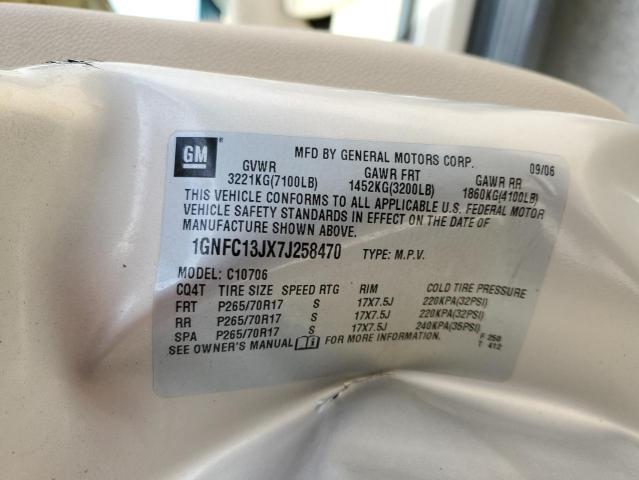 GM
MFD BY GENERAL MOTORS CORP. 09/06
GVWR GAWR FRT GAWR RR
3221KG(7100LB) 1452KG(3200LB) 1860KG(4100LB)
THIS VEHICLE CONFORMS TO ALL APPLICABLE U.S. FEDERAL MOTOR
VEHICLE SAFETY STANDARDS IN EFFECT ON THE DATE OF
MANUFACTURE SHOWN ABOVE.
1GNFC13JX7J258470 TYPE: M.P.V.
MODEL: C10706
CQ4T TIRE SIZE SPEED RTG RIM COLD TIRE PRESSURE
FRT P265/70R17 S 17X7.5J 220KPA(32PSI)
RR P265/70R17 S 17X7.5J 220KPA(32PSI)
SPA P265/70R17 S 17X7.5J 240KPA(35PSI)
SEE OWNER'S MANUAL FOR MORE INFORMATION. F 258
T 412